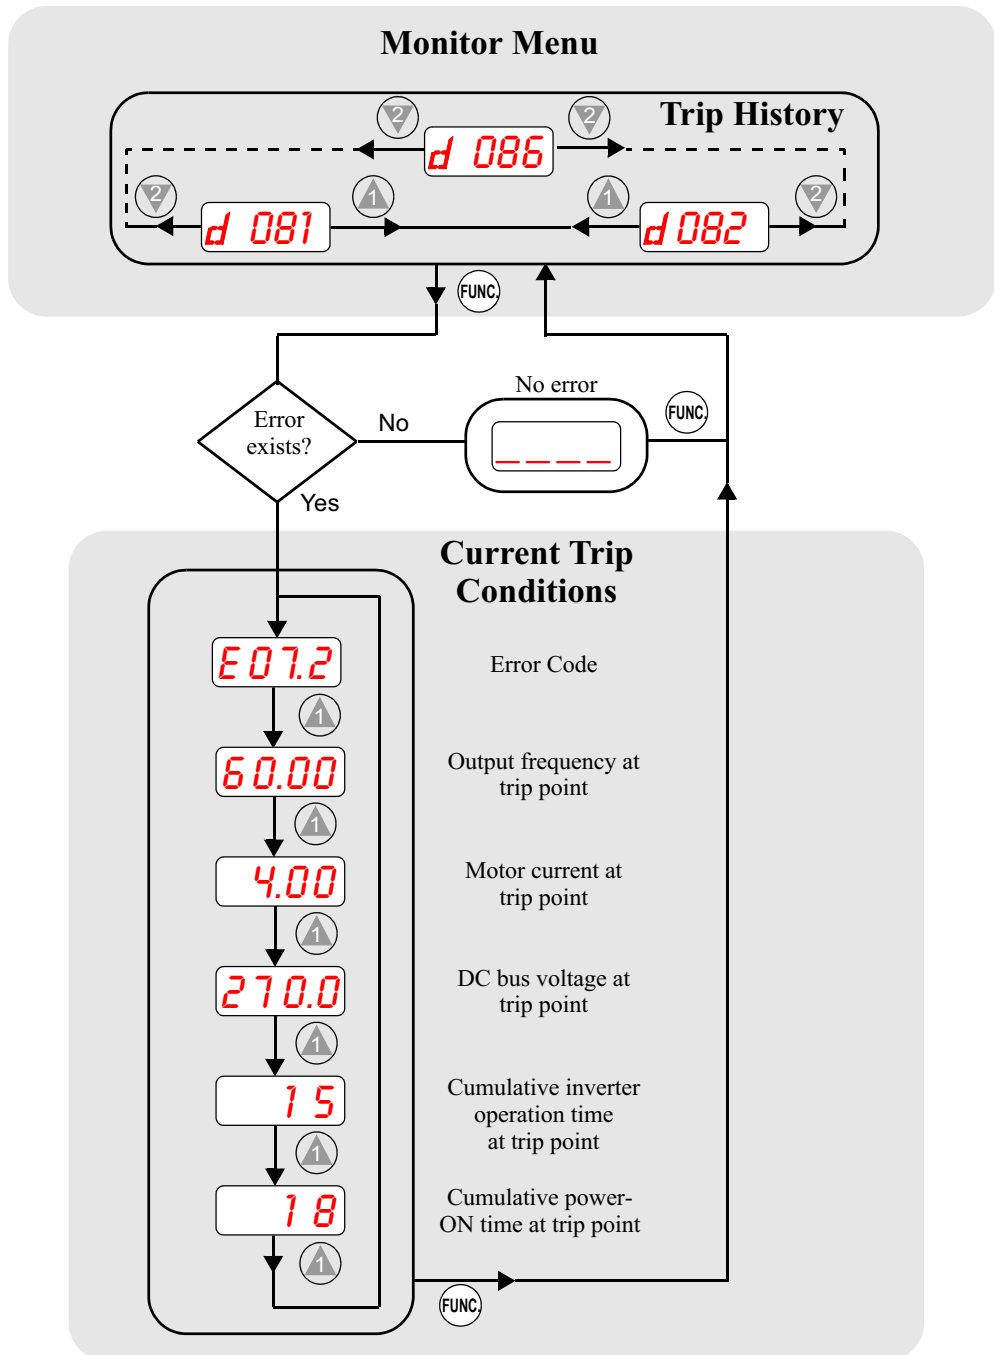 Monitor Menu
Trip History
2
2
d 086
2
1
1
2
d 081
d 082
FUNC.
No error
Error
exists?
No
_ _ _ _
FUNC.
Yes
Current Trip
Conditions
E07.2
Error Code
1
60.00
Output frequency at
trip point
1
4.00
Motor current at
trip point
1
270.0
DC bus voltage at
trip point
1
15
Cumulative inverter
operation time
at trip point
1
18
Cumulative power-
ON time at trip point
1
FUNC.